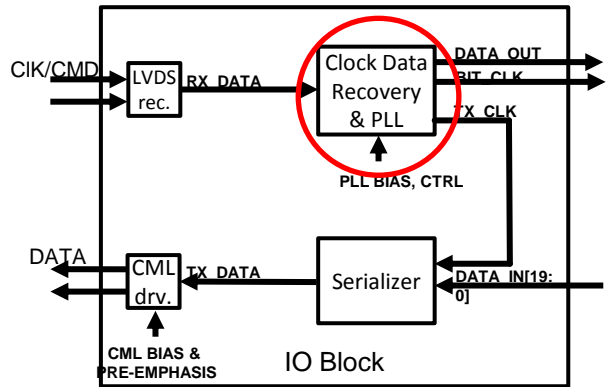 ClK/CMD
LVDS
rec.
RX_DATA
Clock Data
Recovery
& PLL
DATA_OUT
BIT_CLK
TX_CLK
PLL BIAS, CTRL
DATA
CML
drv.
TX_DATA
Serializer
DATA_IN[19:
0]
CML BIAS &
PRE-EMPHASIS
IO Block